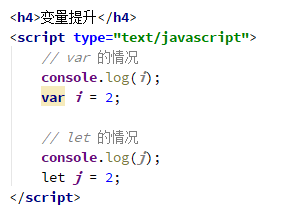 <h4>变量提升</h4>
<script type="text/javascript">
// var 的情况
console.log(i);
var i = 2;
// let 的情况
console.log(j);
let j = 2;
</script>